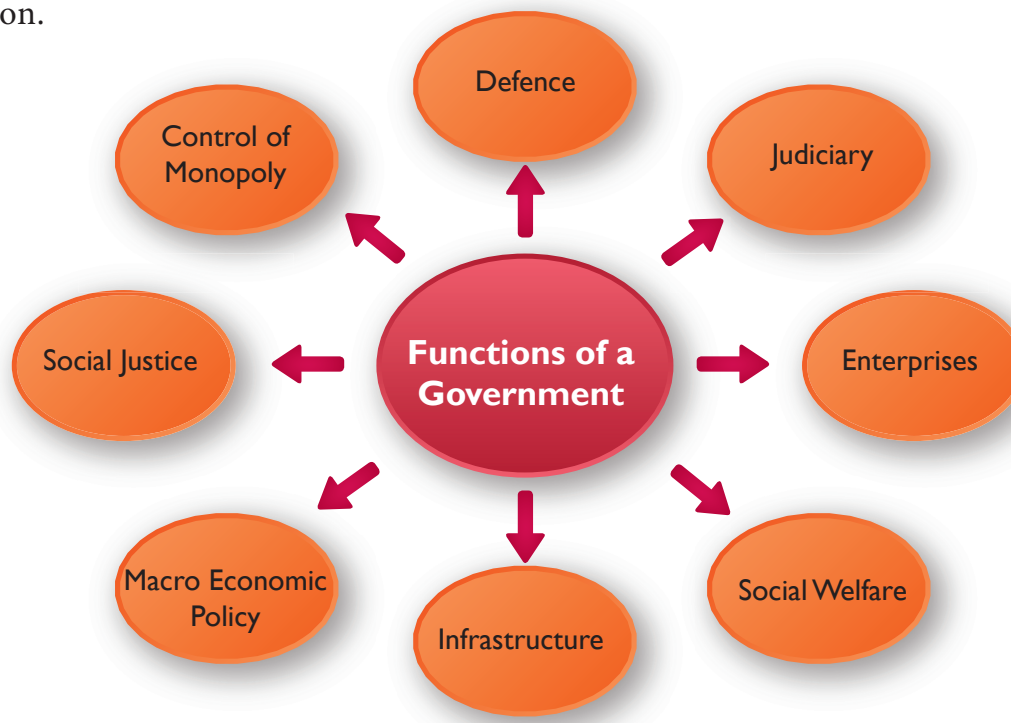 on.
Defence
Control of
Monopoly
Judiciary
Social Justice
Functions of a
Government
Enterprises
Macro Economic
Policy
Infrastructure
Social Welfare